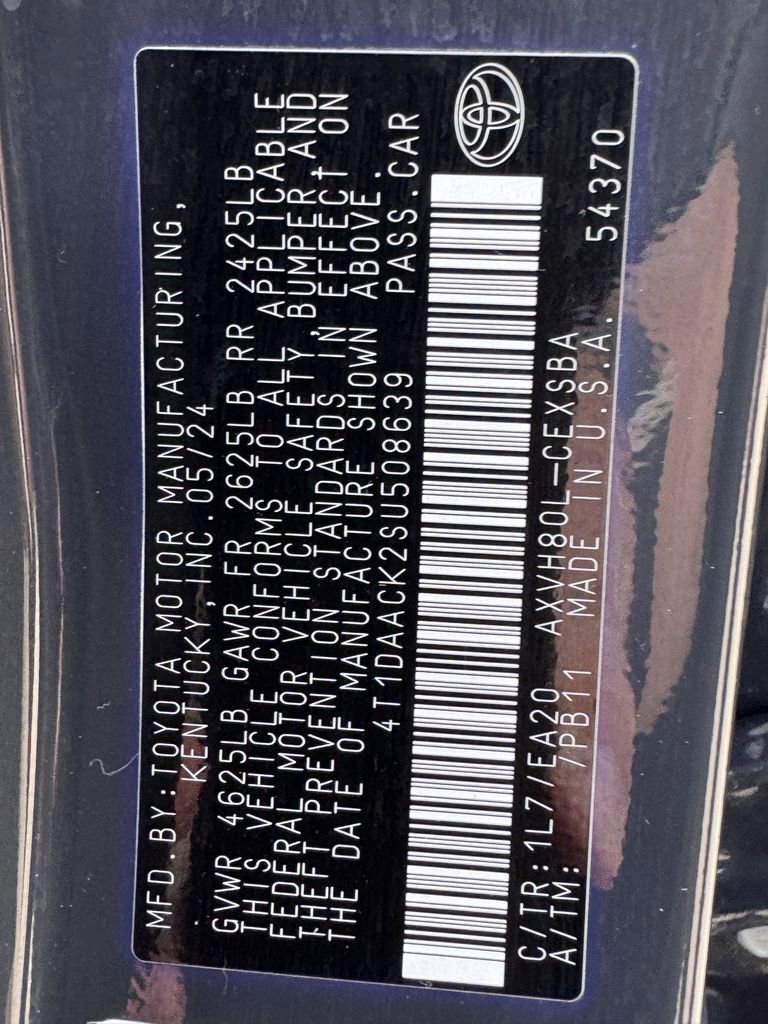 MFD.BY:TOYOTA MOTOR MANUFACTURING,
KENTUCKY,INC.05/24
GVWR 4625LB GAWR FR 2625LB RR 2425LB
THIS VEHICLE CONFORMS TO ALL APPLICABLE
FEDERAL MOTOR VEHICLE SAFETY,BUMPER,AND
THEFT PREVENTION STANDARDS IN EFFECT ON
THE DATE OF MANUFACTURE SHOWN ABOVE.
4T1DAACK2SU508639 PASS.CAR
C/TR:1L7/EA20 AXVH80L-CEXSBA
A/TM: /PB11 MADE IN U.S.A. 54370